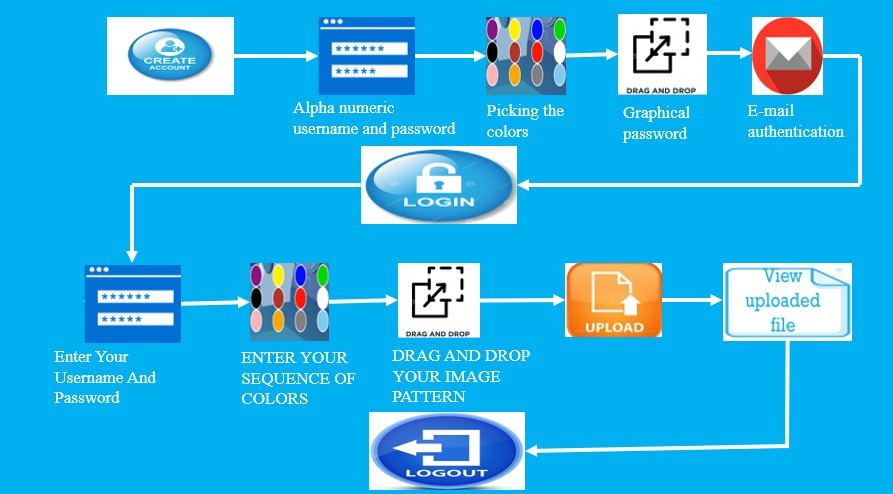 CREATE
ACCOUNT
******
*****
Alpha numeric
username and password
Picking the
colors
DRAG AND DROP
Graphical
password
E-mail
authentication
LOGIN
******
*****
Enter Your
Username And
Password
ENTER YOUR
SEQUENCE OF
COLORS
DRAG AND DROP
DRAG AND DROP
YOUR IMAGE
PATTERN
UPLOAD
View
uploaded
file
LOGOUT